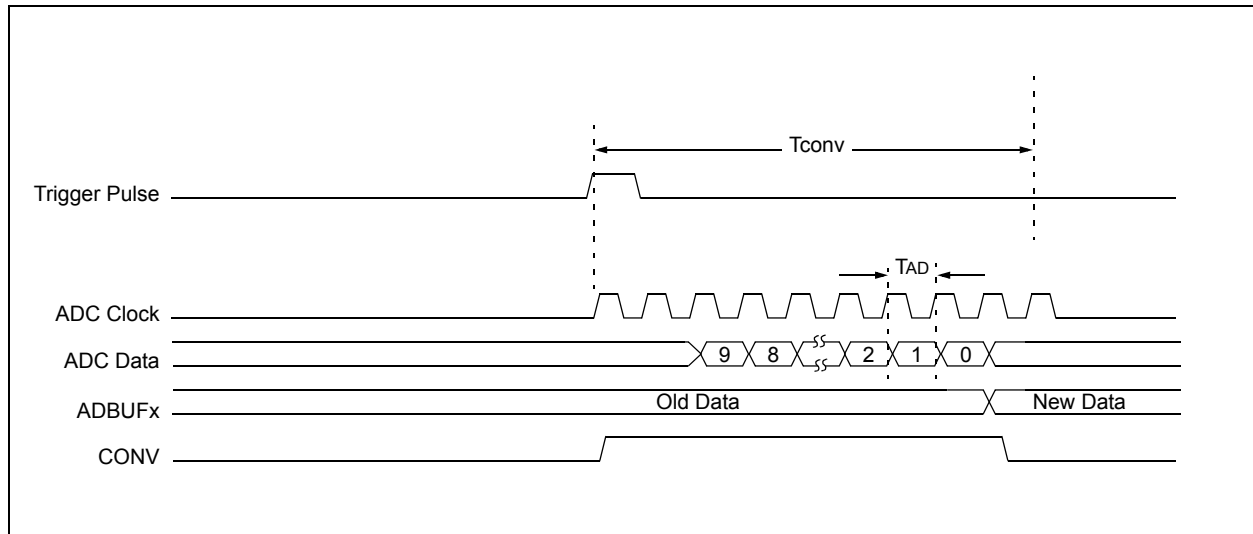 Tconv
Trigger Pulse
TAD
ADC Clock
ADC Data 9 8 2 1 0
ADBUFx Old Data New Data
CONV